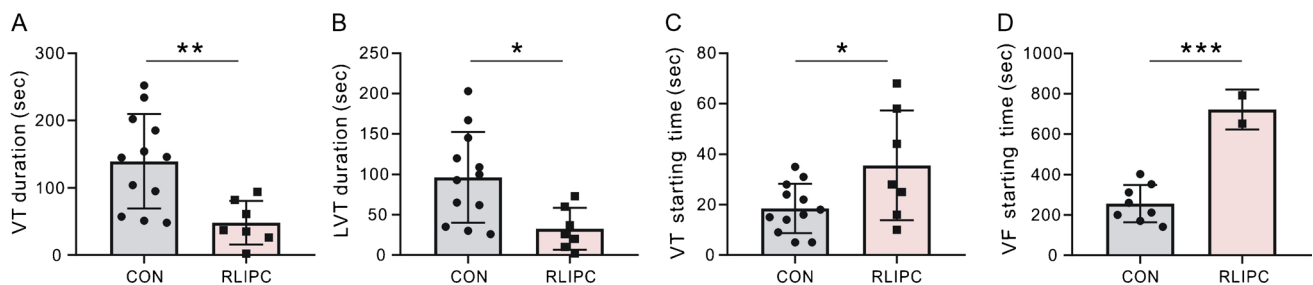 A
VT duration (sec)
300
200
100
0
**
CON
RLIPC
B
LVT duration (sec)
250
200
150
100
50
0
*
CON
RLIPC
C
VT starting time (sec)
80
60
40
20
0
*
CON
RLIPC
D
VF starting time (sec)
1000
800
600
400
200
0
***
CON
RLIPC